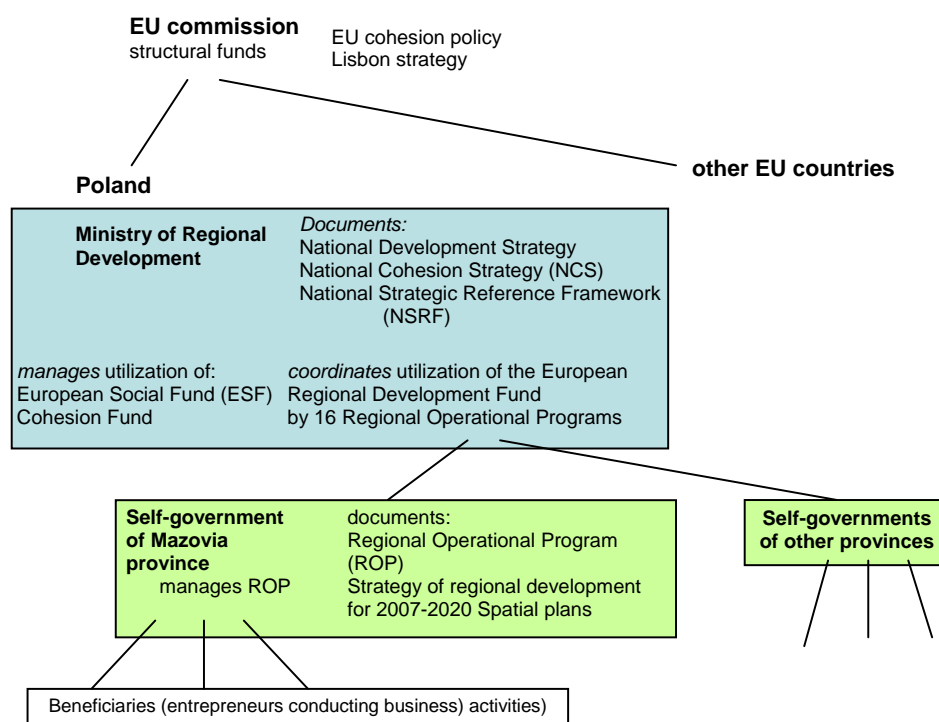 EU commission
structural funds
EU cohesion policy
Lisbon strategy
other EU countries
Poland
Ministry of Regional
Development
Documents:
National Development Strategy
National Cohesion Strategy (NCS)
National Strategic Reference Framework
(NSRF)
manages utilization of:
European Social Fund (ESF)
Cohesion Fund
coordinates utilization of the European
Regional Development Fund
by 16 Regional Operational Programs
Self-government
of Mazovia
province
manages ROP
documents:
Regional Operational Program
(ROP)
Strategy of regional development
for 2007-2020 Spatial plans
Self-governments
of other provinces
Beneficiaries (entrepreneurs conducting business) activities)